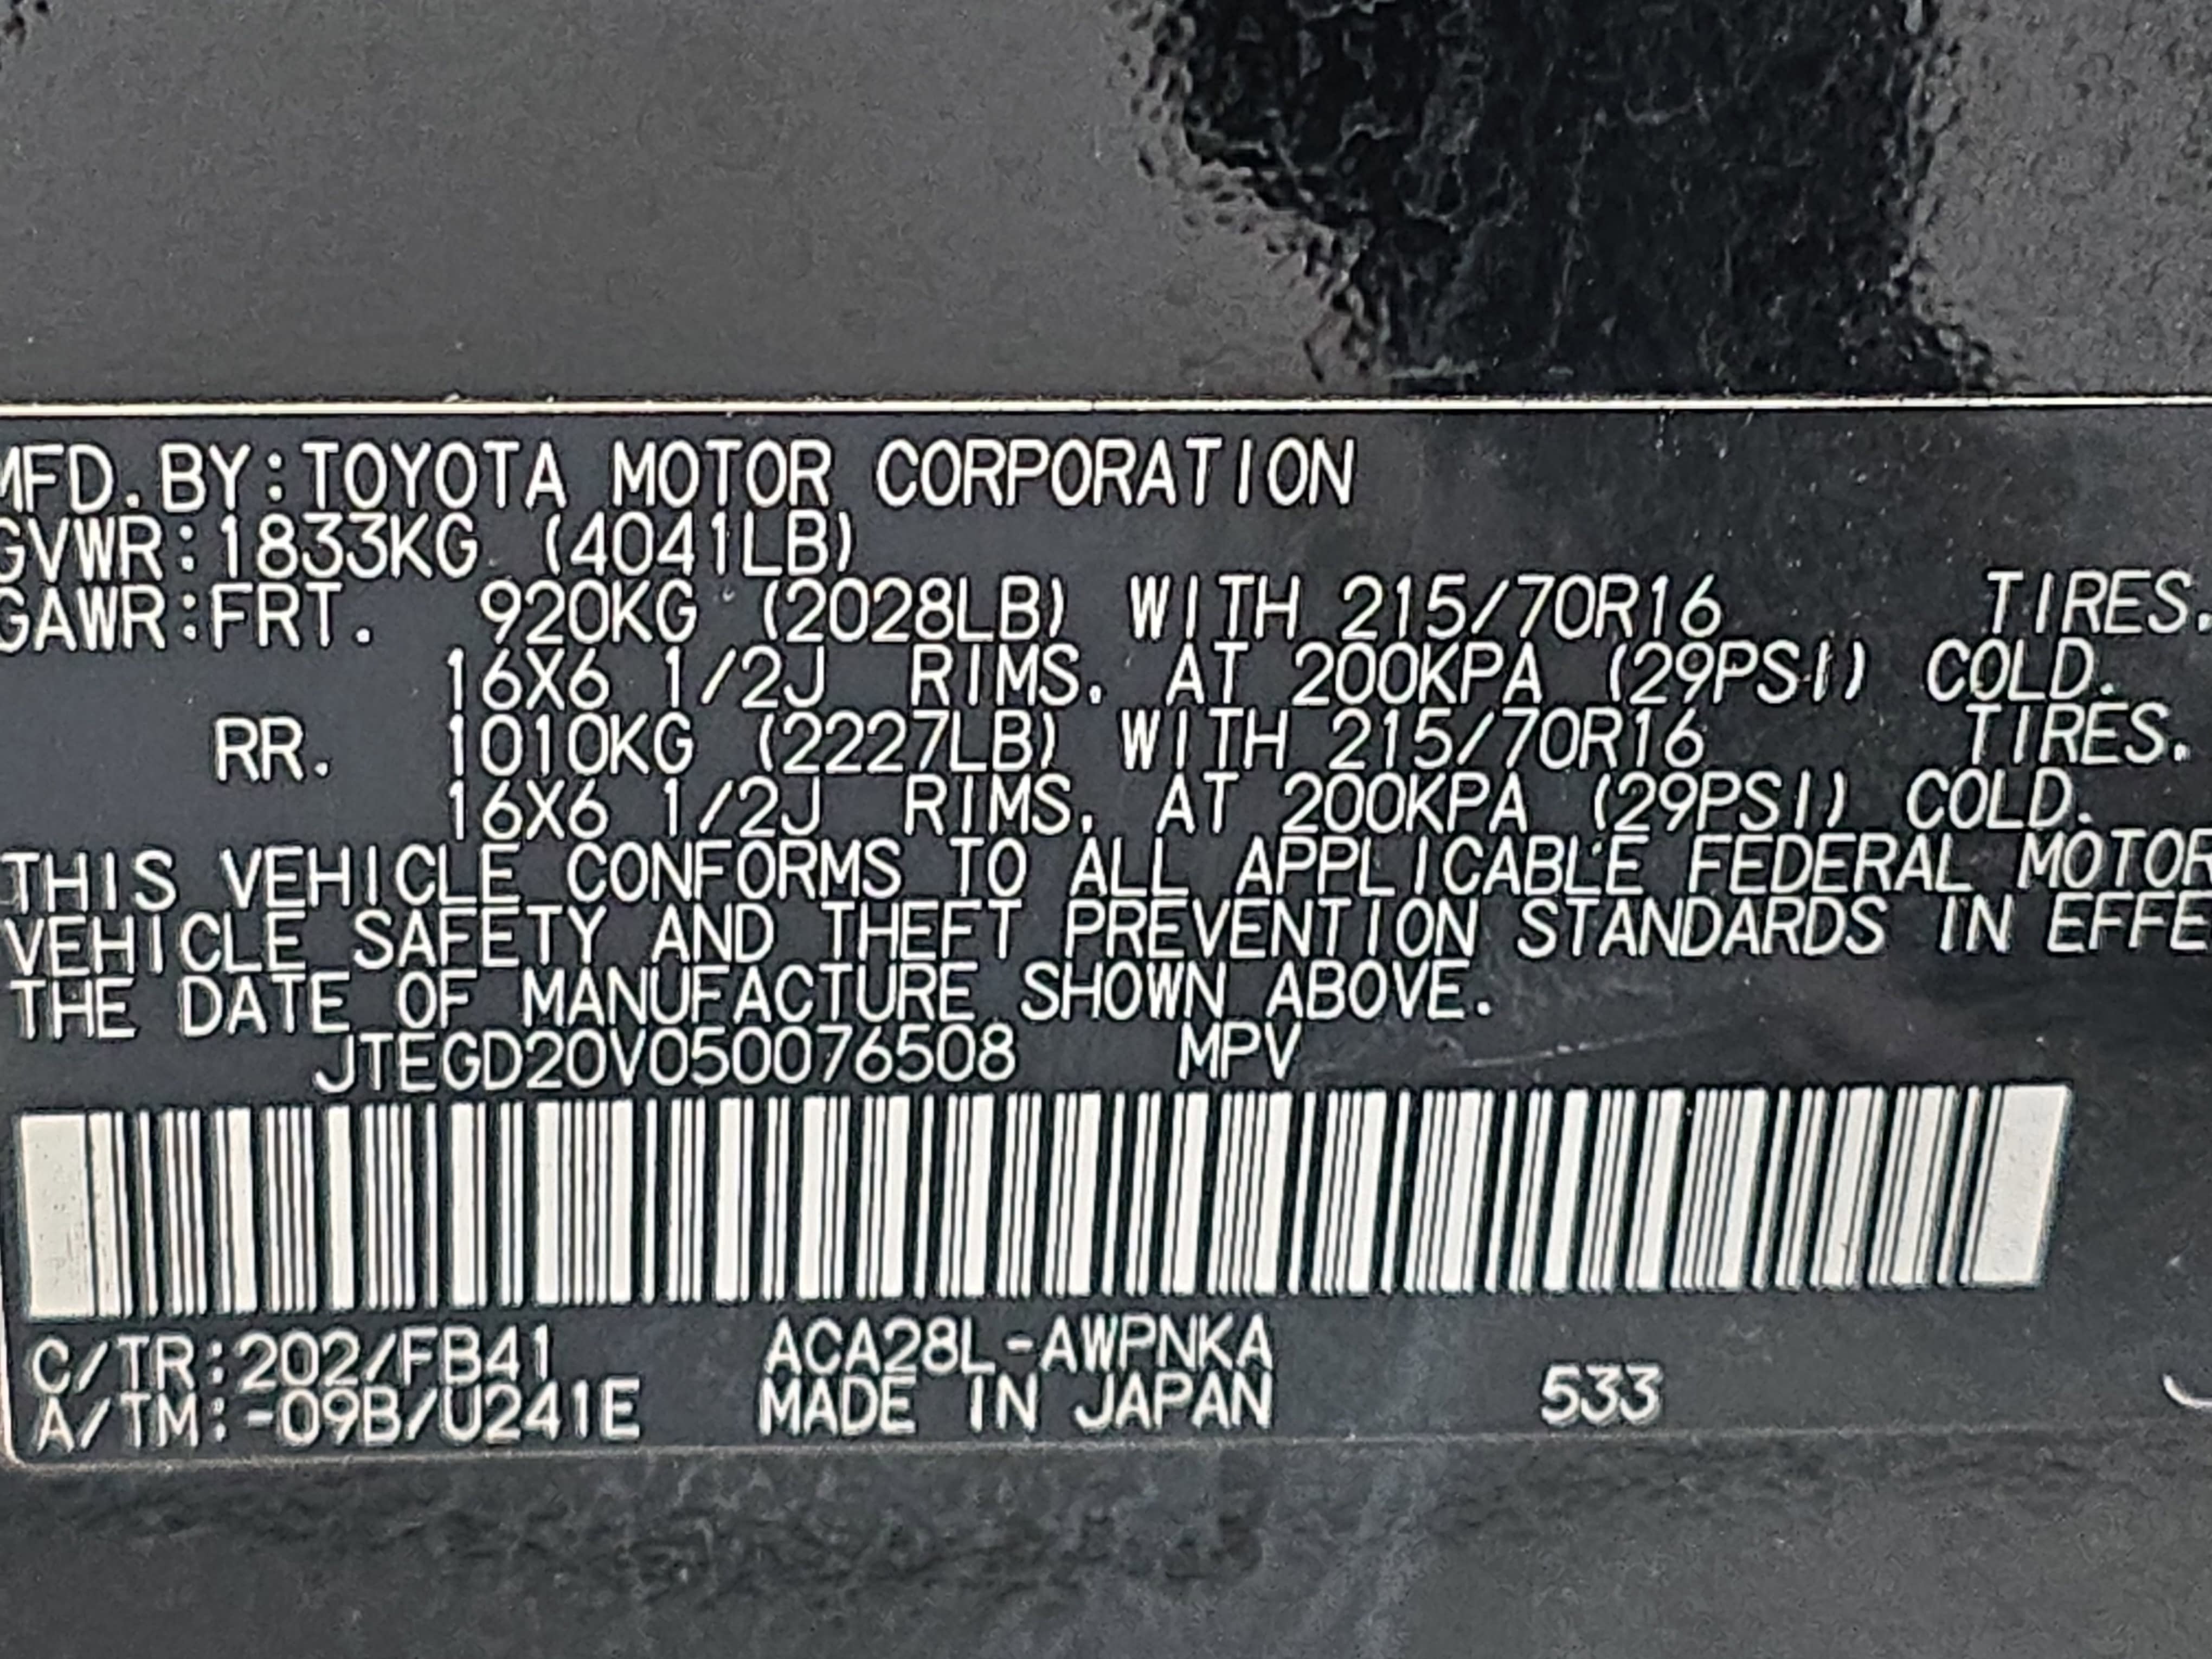 MFD.BY:TOYOTA MOTOR CORPORATION
GVWR:1833KG (4041LB)
GAWR:FRT. 920KG (2028LB) WITH 215/70R16 TIRES.
16X6 1/2J RIMS. AT 200KPA (29PSI) COLD.
RR. 1010KG (2227LB) WITH 215/70R16 TIRES.
16X6 1/2J RIMS. AT 200KPA (29PSI) COLD.
THIS VEHICLE CONFORMS TO ALL APPLICABLE FEDERAL MOTOR
VEHICLE SAFETY AND THEFT PREVENTION STANDARDS IN EFFE
THE DATE OF MANUFACTURE SHOWN ABOVE.
JTEGD20V050076508 MPV
C/TR:202/FB41 ACA28L-AWPNKA
A/TM:-09B/U241E MADE IN JAPAN 533